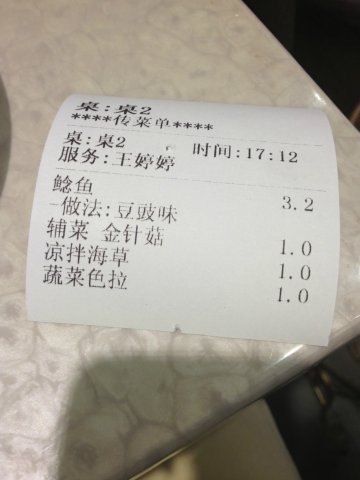 桌:桌2
****传菜单****
桌:桌2 时间:17:12
服务:王婷婷
鲶鱼 3.2
-做法:豆豉味
辅菜 金针菇 1.0
凉拌海草 1.0
蔬菜色拉 1.0